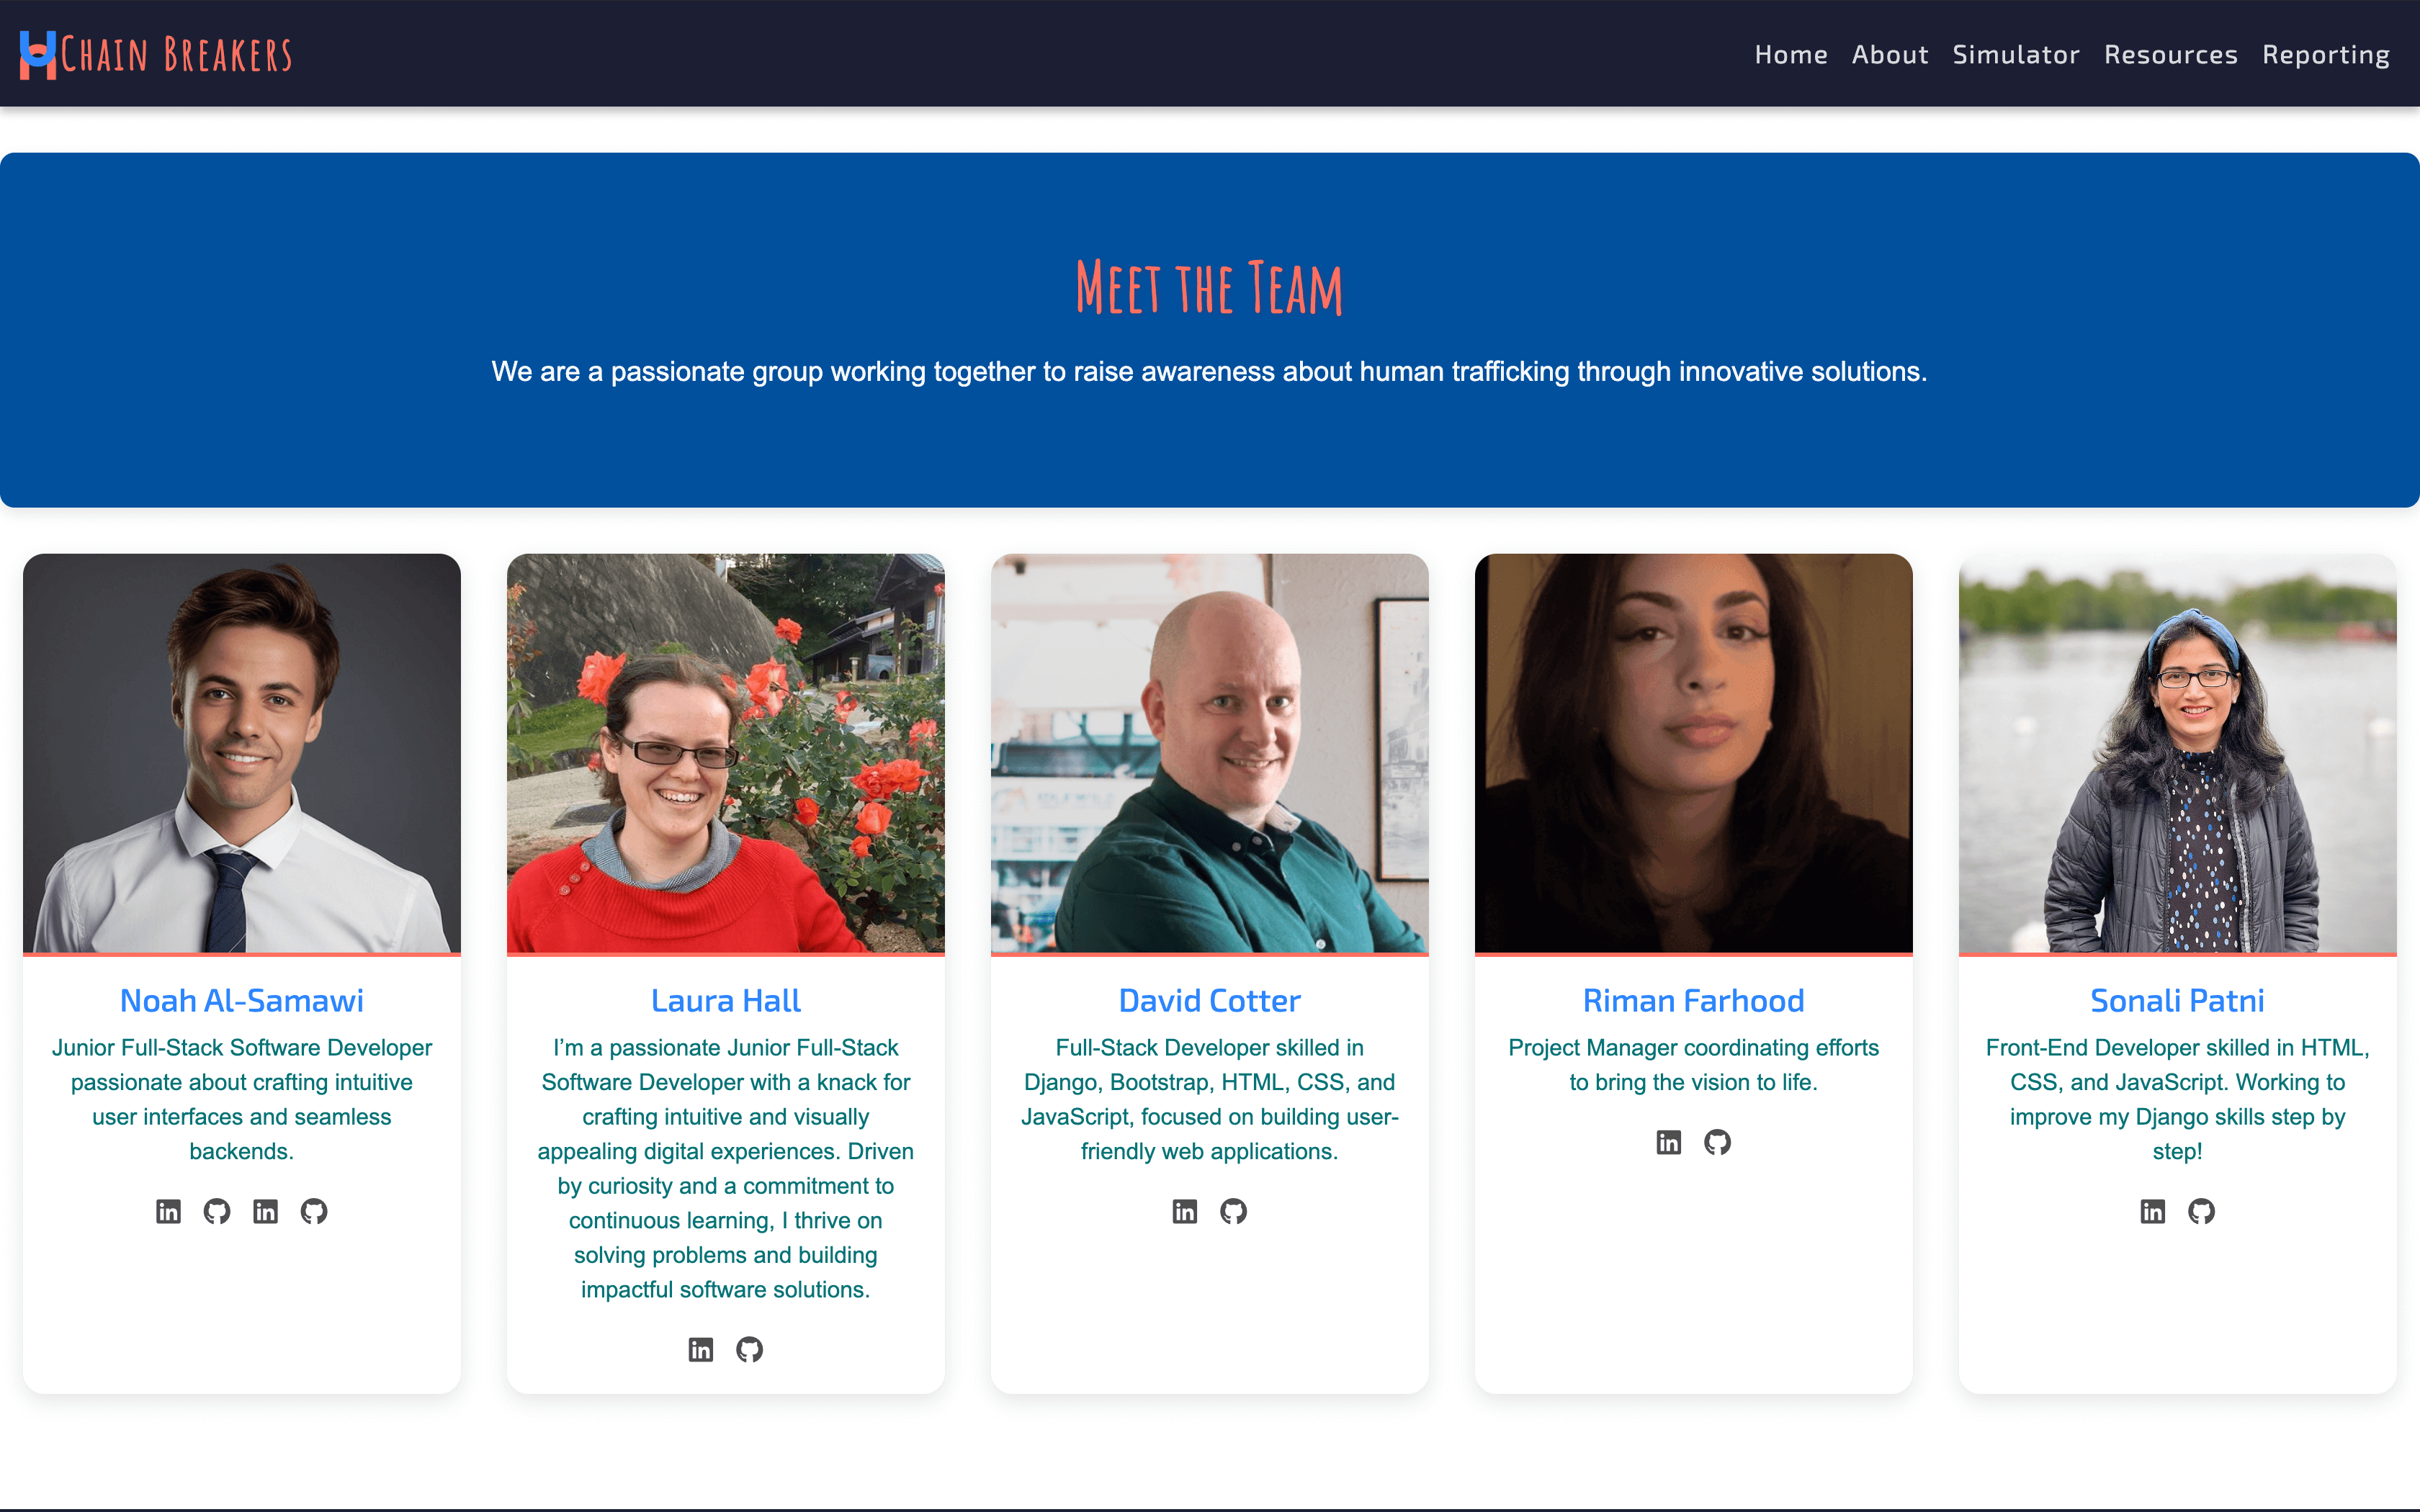 Chain Breakers
Home About Simulator Resources Reporting
Meet the Team
We are a passionate group working together to raise awareness about human trafficking through innovative solutions.
Noah Al-Samawi
Junior Full-Stack Software Developer
passionate about crafting intuitive
user interfaces and seamless
backends.
Laura Hall
I'm a passionate Junior Full-Stack
Software Developer with a knack for
crafting intuitive and visually
appealing digital experiences. Driven
by curiosity and a commitment to
continuous learning, I thrive on
solving problems and building
impactful software solutions.
David Cotter
Full-Stack Developer skilled in
Django, Bootstrap, HTML, CSS, and
JavaScript, focused on building user-
friendly web applications.
Riman Farhood
Project Manager coordinating efforts
to bring the vision to life.
Sonali Patni
Front-End Developer skilled in HTML,
CSS, and JavaScript. Working to
improve my Django skills step by
step!